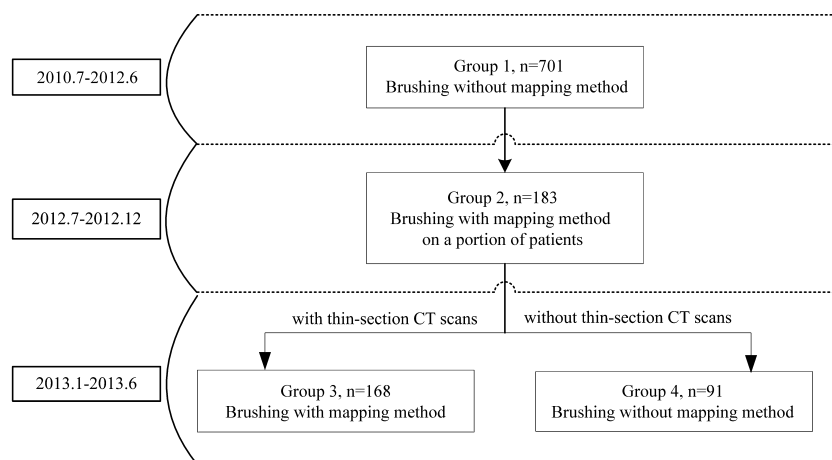 2010.7-2012.6
Group 1, n=701
Brushing without mapping method
2012.7-2012.12
Group 2, n=183
Brushing with mapping method
on a portion of patients
with thin-section CT scans
without thin-section CT scans
2013.1-2013.6
Group 3, n=168
Brushing with mapping method
Group 4, n=91
Brushing without mapping method